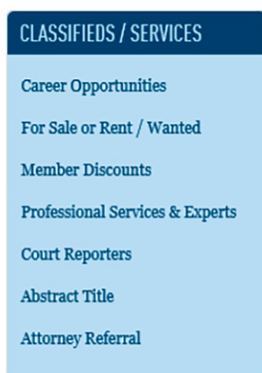 CLASSIFIEDS / SERVICES
Career Opportunities
For Sale or Rent / Wanted
Member Discounts
Professional Services & Experts
Court Reporters
Abstract Title
Attorney Referral